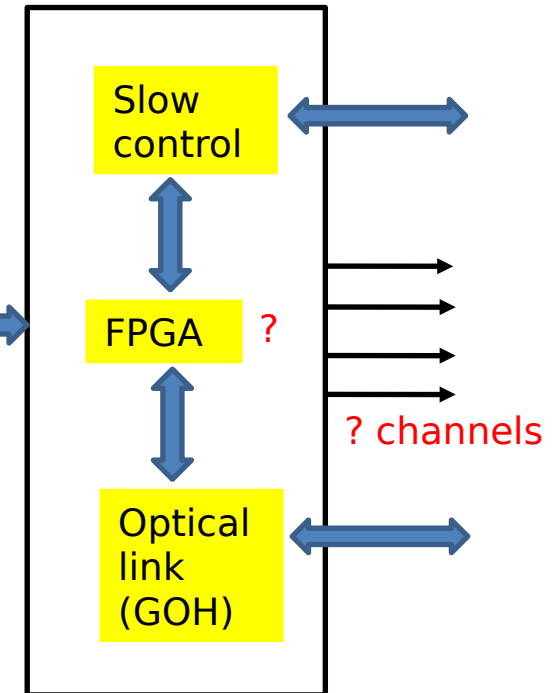 Slow
control
FPGA ?
? channels
Optical
link
(GOH)